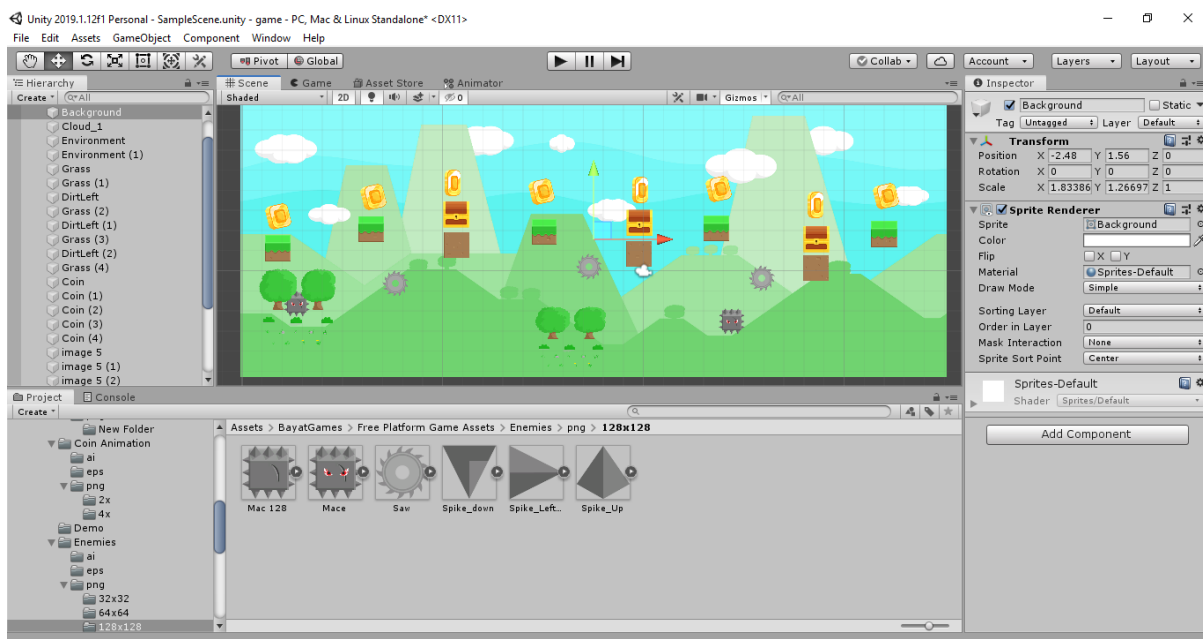 Unity 2019.1.12f1 Personal - SampleScene.unity - game - PC, Mac & Linux Standalone* <DX11>
File Edit Assets GameObject Component Window Help
Pivot Global Collab Account Layers Layout
Hierarchy
Create All
Background
Cloud_1
Environment
Environment (1)
Grass
Grass (1)
DirtLeft
Grass (2)
DirtLeft (1)
Grass (3)
DirtLeft (2)
Grass (4)
Coin
Coin (1)
Coin (2)
Coin (3)
Coin (4)
image 5
image 5 (1)
image 5 (2)
Scene Game Asset Store Animator
Shaded 2D 0 Gizmos All
Inspector
Background Static
Tag Untagged Layer Default
Transform
Position X -2.48 Y 1.56 Z 0
Rotation X 0 Y 0 Z 0
Scale X 1.83386 Y 1.26697 Z 1
Sprite Renderer
Sprite Background
Color
Flip X Y
Material Sprites-Default
Draw Mode Simple
Sorting Layer Default
Order in Layer 0
Mask Interaction None
Sprite Sort Point Center
Sprites-Default
Shader Sprites/Default
Add Component
Project Console
Create
New Folder
Coin Animation
ai
eps
png
2x
4x
Demo
Enemies
ai
eps
png
32x32
64x64
128x128
Assets > BayatGames > Free Platform Game Assets > Enemies > png > 128x128
Mac 128 Mace Saw Spike_down Spike_Left... Spike_Up